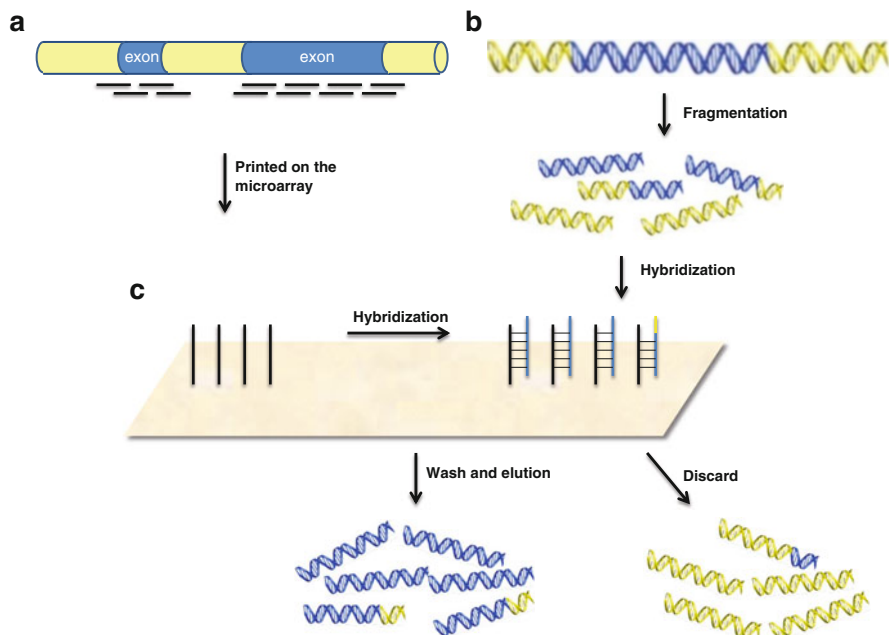 a
exon
exon
Printed on the
microarray
b
Fragmentation
Hybridization
c
Hybridization
Wash and elution
Discard